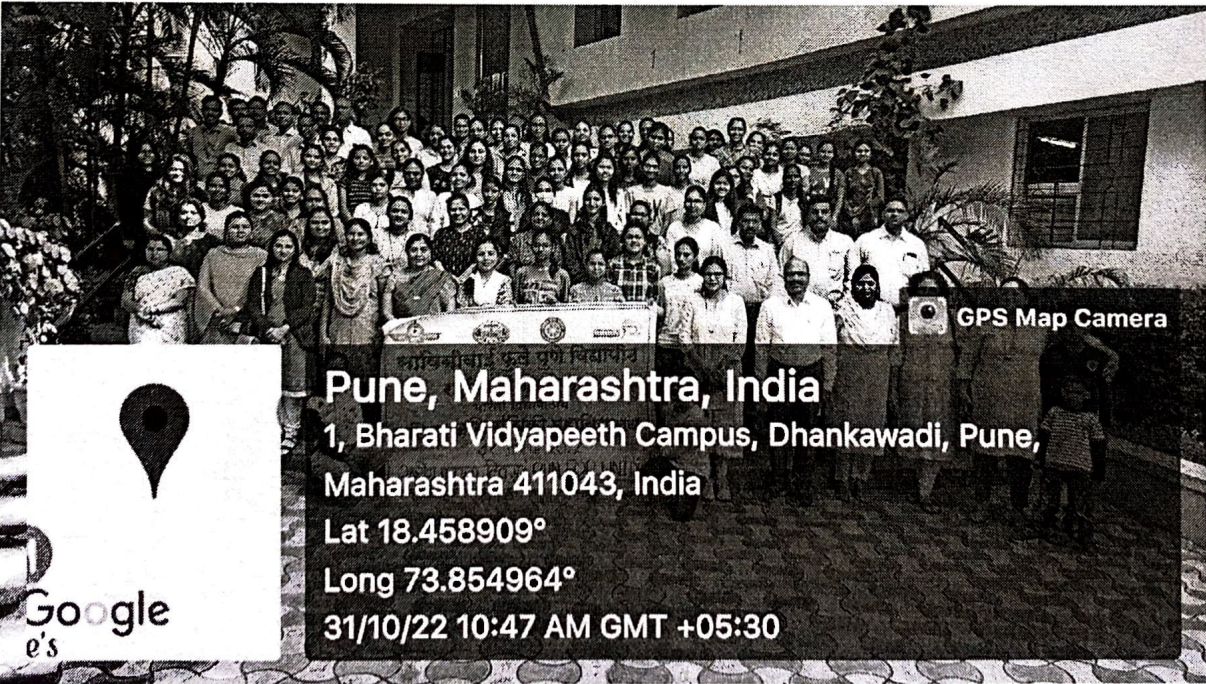 GPS Map Camera
सावित्रीबाई फुले पुणे विद्यापीठ
Pune, Maharashtra, India
1, Bharati Vidyapeeth Campus, Dhankawadi, Pune,
Maharashtra 411043, India
Lat 18.458909°
Long 73.854964°
31/10/22 10:47 AM GMT +05:30
Google
e's